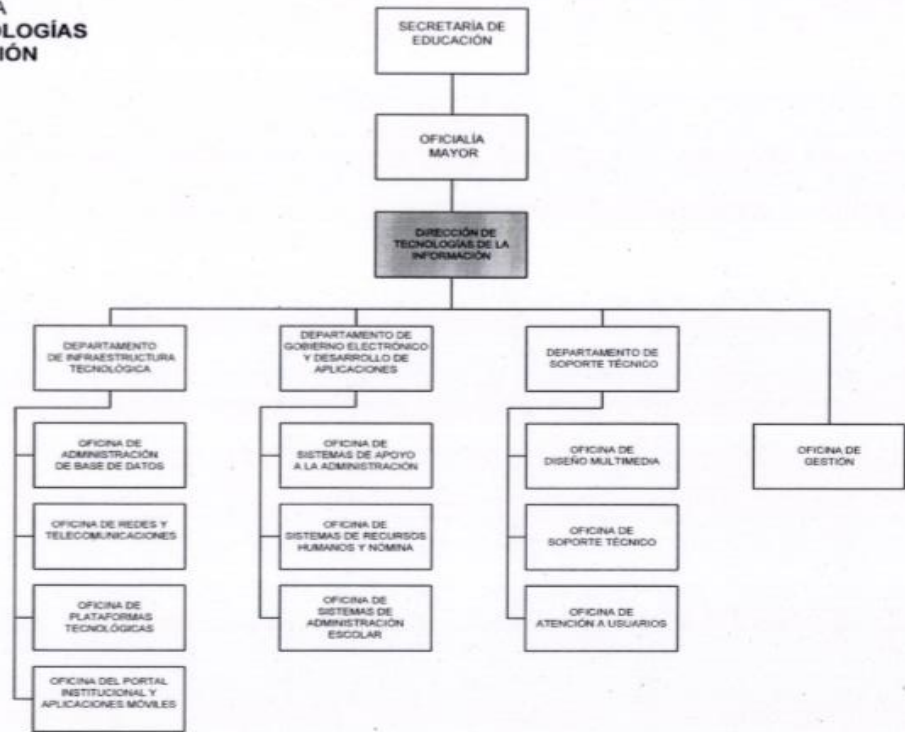 A
OLOGÍAS
IÓN
SECRETARÍA DE
EDUCACIÓN
OFICIALÍA
MAYOR
DIRECCIÓN DE
TECNOLOGÍAS DE LA
INFORMACIÓN
DEPARTAMENTO
DE INFRAESTRUCTURA
TECNOLÓGICA
DEPARTAMENTO DE
GOBIERNO ELECTRÓNICO
Y DESARROLLO DE
APLICACIONES
DEPARTAMENTO DE
SOPORTE TÉCNICO
OFICINA DE
ADMINISTRACIÓN
DE BASE DE DATOS
OFICINA DE
SISTEMAS DE APOYO
A LA ADMINISTRACIÓN
OFICINA DE
DISEÑO MULTIMEDIA
OFICINA DE
GESTIÓN
OFICINA DE REDES Y
TELECOMUNICACIONES
OFICINA DE
SISTEMAS DE RECURSOS
HUMANOS Y NÓMINA
OFICINA DE
SOPORTE TÉCNICO
OFICINA DE
PLATAFORMAS
TECNOLÓGICAS
OFICINA DE
SISTEMAS DE
ADMINISTRACIÓN
ESCOLAR
OFICINA DE
ATENCIÓN A USUARIOS
OFICINA DEL PORTAL
INSTITUCIONAL Y
APLICACIONES MÓVILES